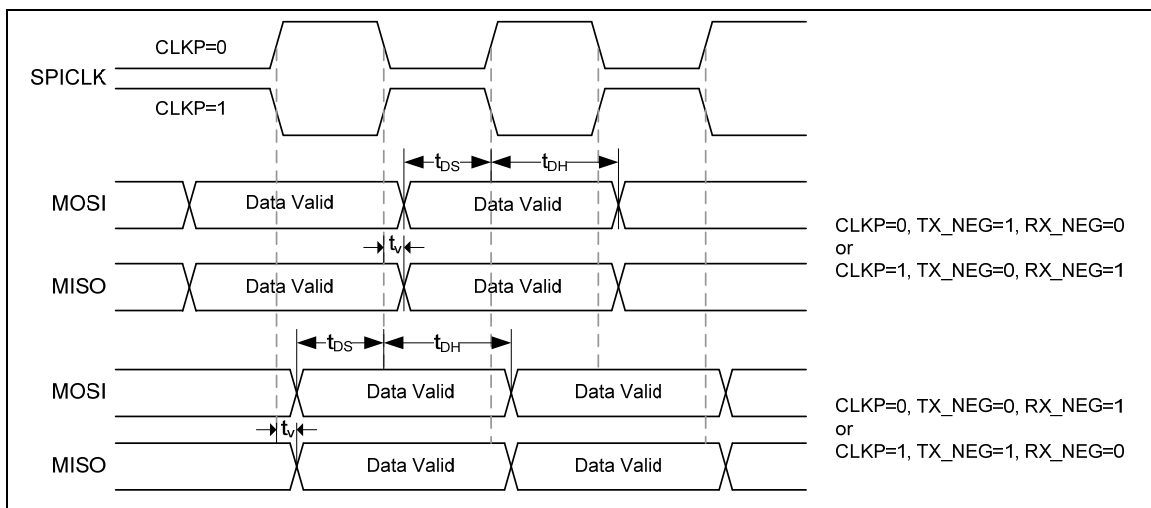 CLKP=0
SPICLK
CLKP=1
tDS
tDH
MOSI
Data Valid
Data Valid
tv
MISO
Data Valid
Data Valid
CLKP=0, TX_NEG=1, RX_NEG=0
or
CLKP=1, TX_NEG=0, RX_NEG=1
tDS
tDH
MOSI
Data Valid
Data Valid
tv
MISO
Data Valid
Data Valid
CLKP=0, TX_NEG=0, RX_NEG=1
or
CLKP=1, TX_NEG=1, RX_NEG=0